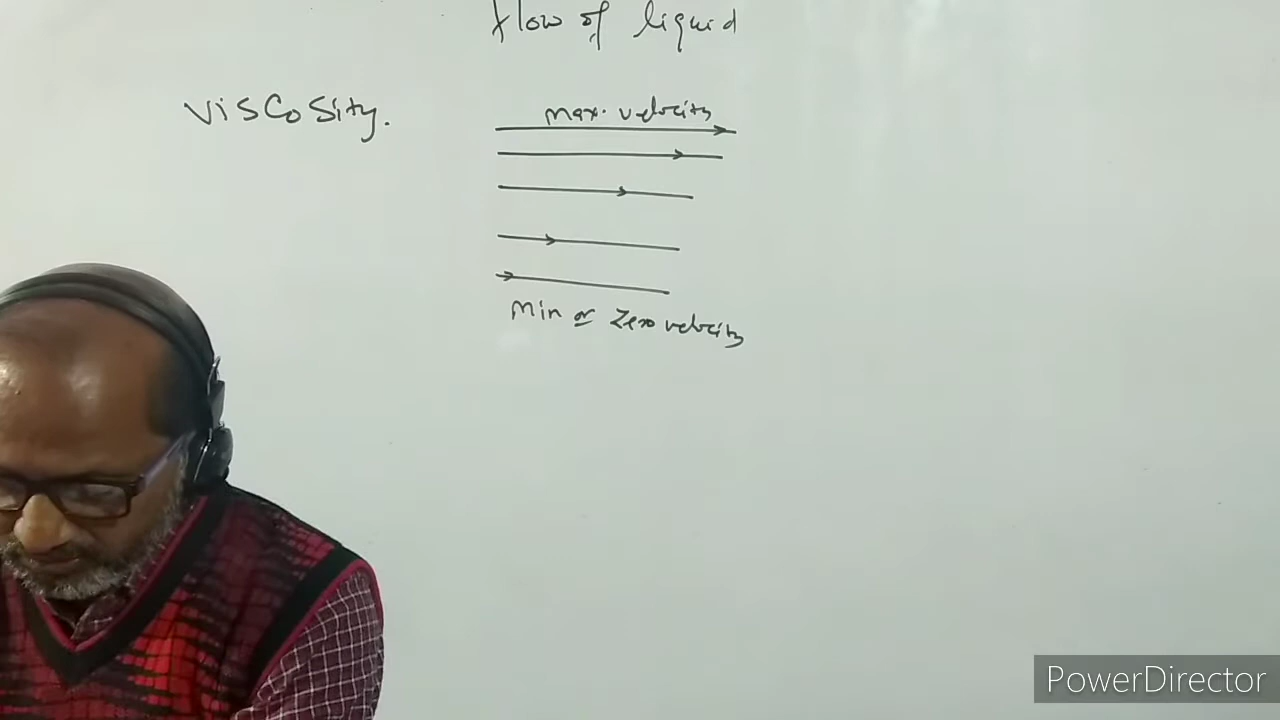 flow of liquid
Viscosity.
max. velocity
min or zero velocity
PowerDirector